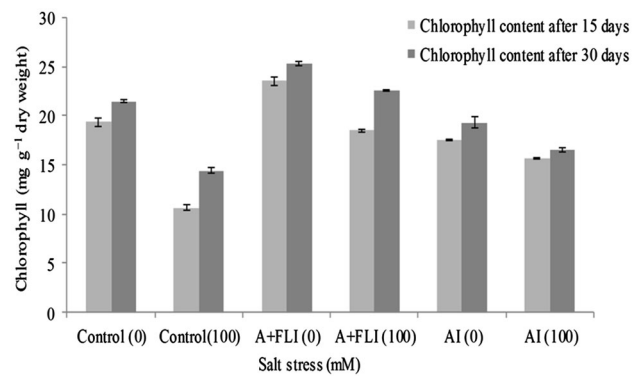 Chlorophyll content after 15 days
Chlorophyll content after 30 days
Chlorophyll (mg g⁻¹ dry weight)
30
25
20
15
10
5
0
Control (0) Control(100) A+FLI (0) A+FLI (100) AI (0) AI (100)
Salt stress (mM)